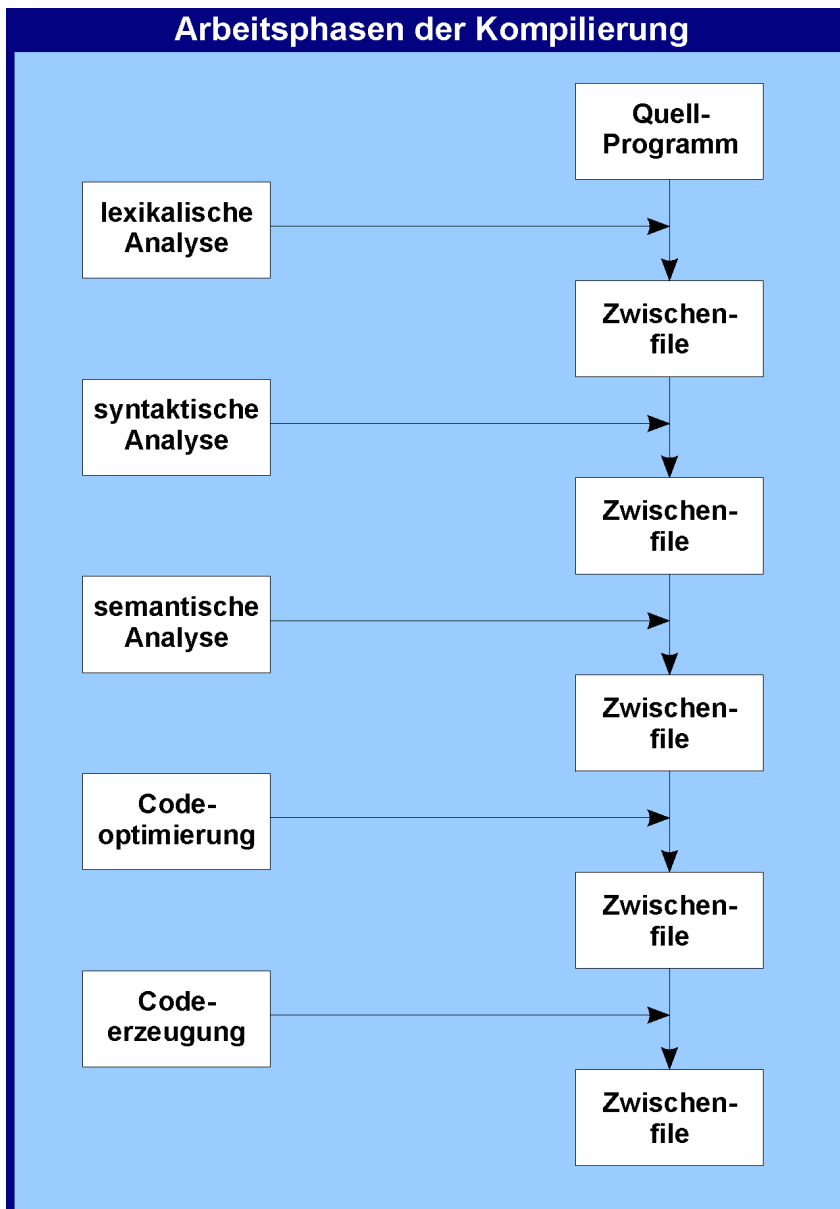 Arbeitsphasen der Kompilierung
Quell-
Programm
lexikalische
Analyse
Zwischen-
file
syntaktische
Analyse
Zwischen-
file
semantische
Analyse
Zwischen-
file
Code-
optimierung
Zwischen-
file
Code-
erzeugung
Zwischen-
file